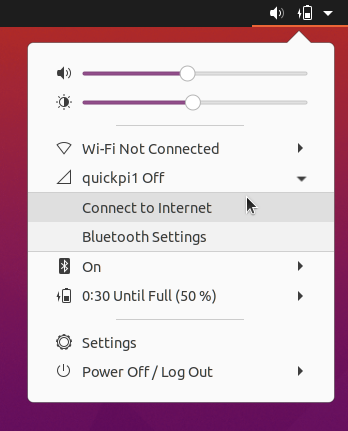 Wi-Fi Not Connected
quickpi1 Off
Connect to Internet
Bluetooth Settings
On
0:30 Until Full (50 %)
Settings
Power Off / Log Out